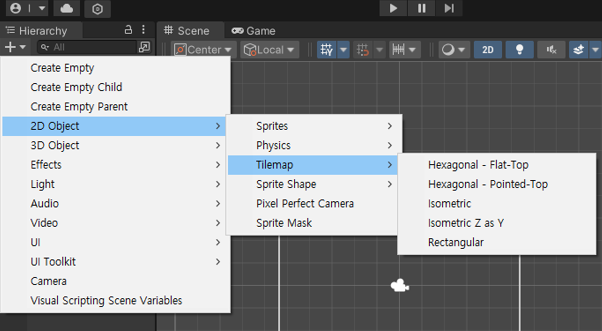 Hierarchy
Scene
Game
All
Center
Local
2D
Create Empty
Create Empty Child
Create Empty Parent
2D Object
3D Object
Effects
Light
Audio
Video
UI
UI Toolkit
Camera
Visual Scripting Scene Variables
Sprites
Physics
Tilemap
Sprite Shape
Pixel Perfect Camera
Sprite Mask
Hexagonal - Flat-Top
Hexagonal - Pointed-Top
Isometric
Isometric Z as Y
Rectangular